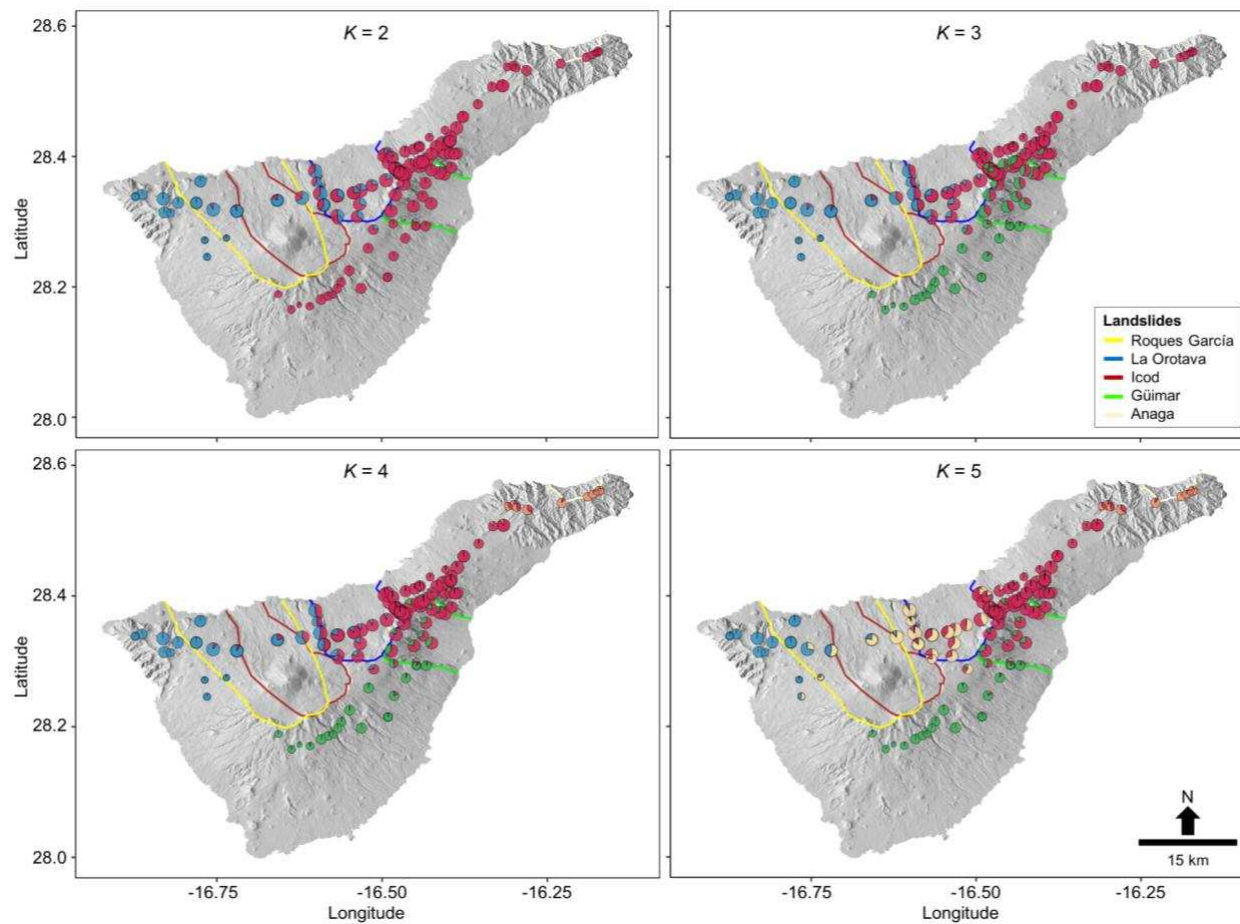 K = 2
K = 3
28.6
28.4
28.2
28.0
Latitude
Landslides
Roques García
La Orotava
Icod
Güimar
Anaga
K = 4
K = 5
28.6
28.4
28.2
28.0
Latitude
N
15 km
-16.75
-16.50
-16.25
-16.75
-16.50
-16.25
Longitude
Longitude